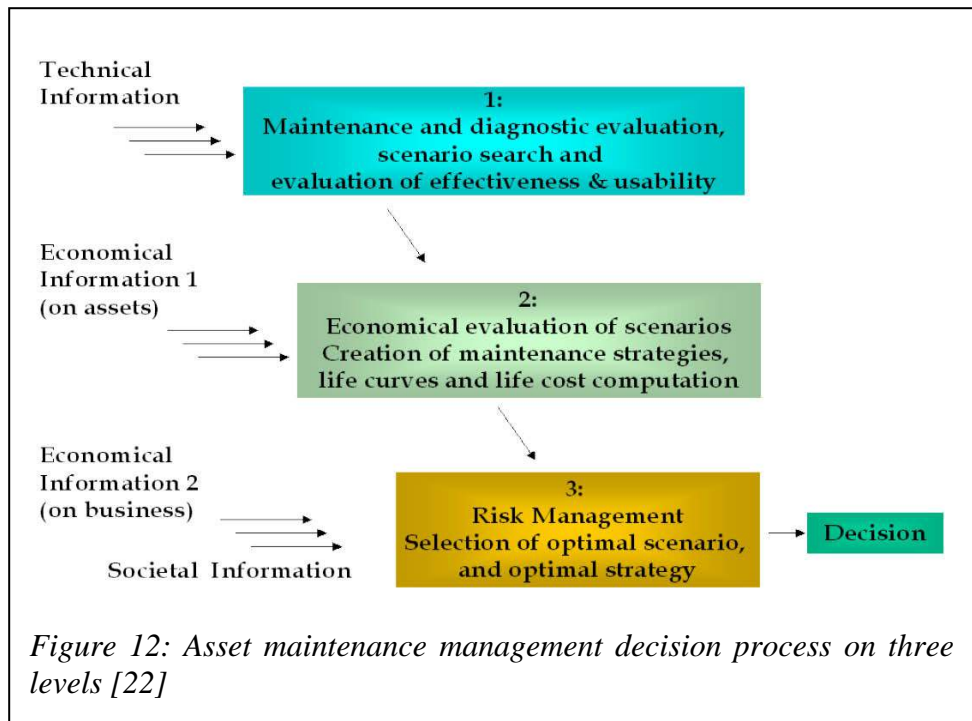 Technical
Information
1:
Maintenance and diagnostic evaluation,
scenario search and
evaluation of effectiveness & usability
Economical
Information 1
(on assets)
2:
Economical evaluation of scenarios
Creation of maintenance strategies,
life curves and life cost computation
Economical
Information 2
(on business)
Societal Information
3:
Risk Management
Selection of optimal scenario,
and optimal strategy
Decision
Figure 12: Asset maintenance management decision process on three
levels [22]